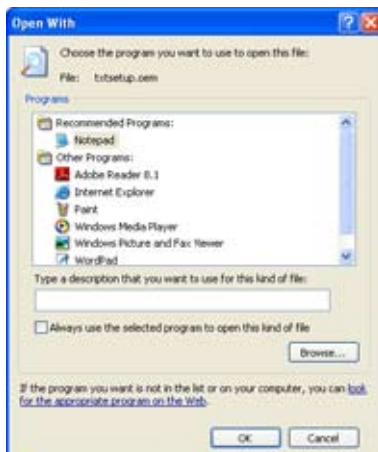 Open With
Choose the program you want to use to open this file:
File: txtsetup.oem
Programs
Recommended Programs:
Notepad
Other Programs:
Adobe Reader 8.1
Internet Explorer
Paint
Windows Media Player
Windows Picture and Fax Viewer
WordPad
Type a description that you want to use for this kind of file:
Always use the selected program to open this kind of file
Browse...
If the program you want is not in the list or on your computer, you can look
for the appropriate program on the Web.
OK
Cancel